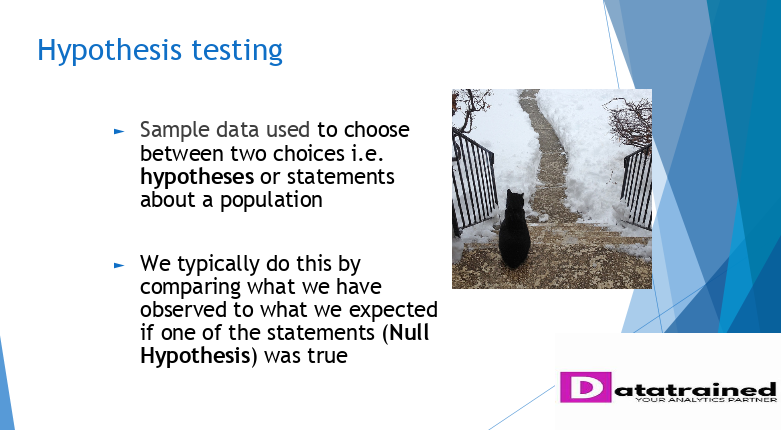 Hypothesis testing
► Sample data used to choose
between two choices i.e.
hypotheses or statements
about a population
► We typically do this by
comparing what we have
observed to what we expected
if one of the statements (Null
Hypothesis) was true
Datatrained
YOUR ANALYTICS PARTNER